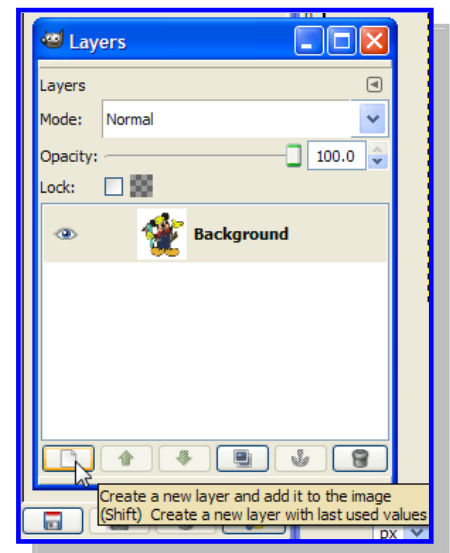 Layers
Layers
Mode: Normal
Opacity: 100.0
Lock:
Background
Create a new layer and add it to the image
(Shift) Create a new layer with last used values
px